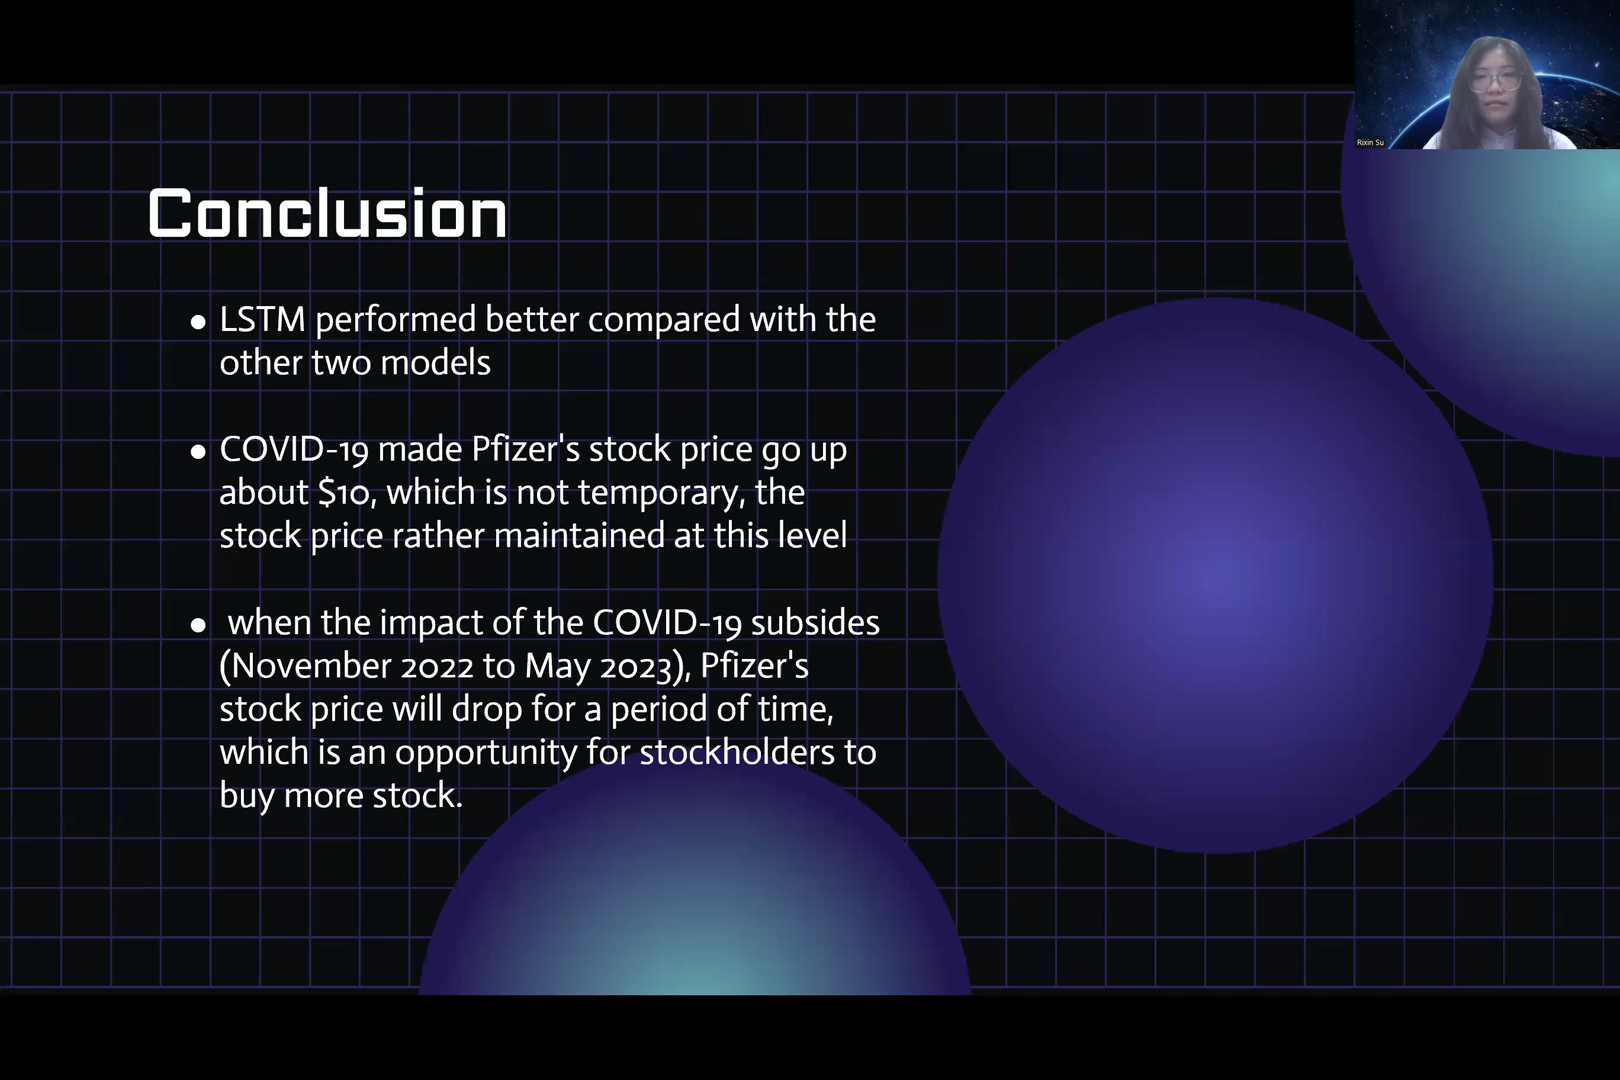 Rixin Su
Conclusion
● LSTM performed better compared with the
other two models
● COVID-19 made Pfizer's stock price go up
about $10, which is not temporary, the
stock price rather maintained at this level
● when the impact of the COVID-19 subsides
(November 2022 to May 2023), Pfizer's
stock price will drop for a period of time,
which is an opportunity for stockholders to
buy more stock.